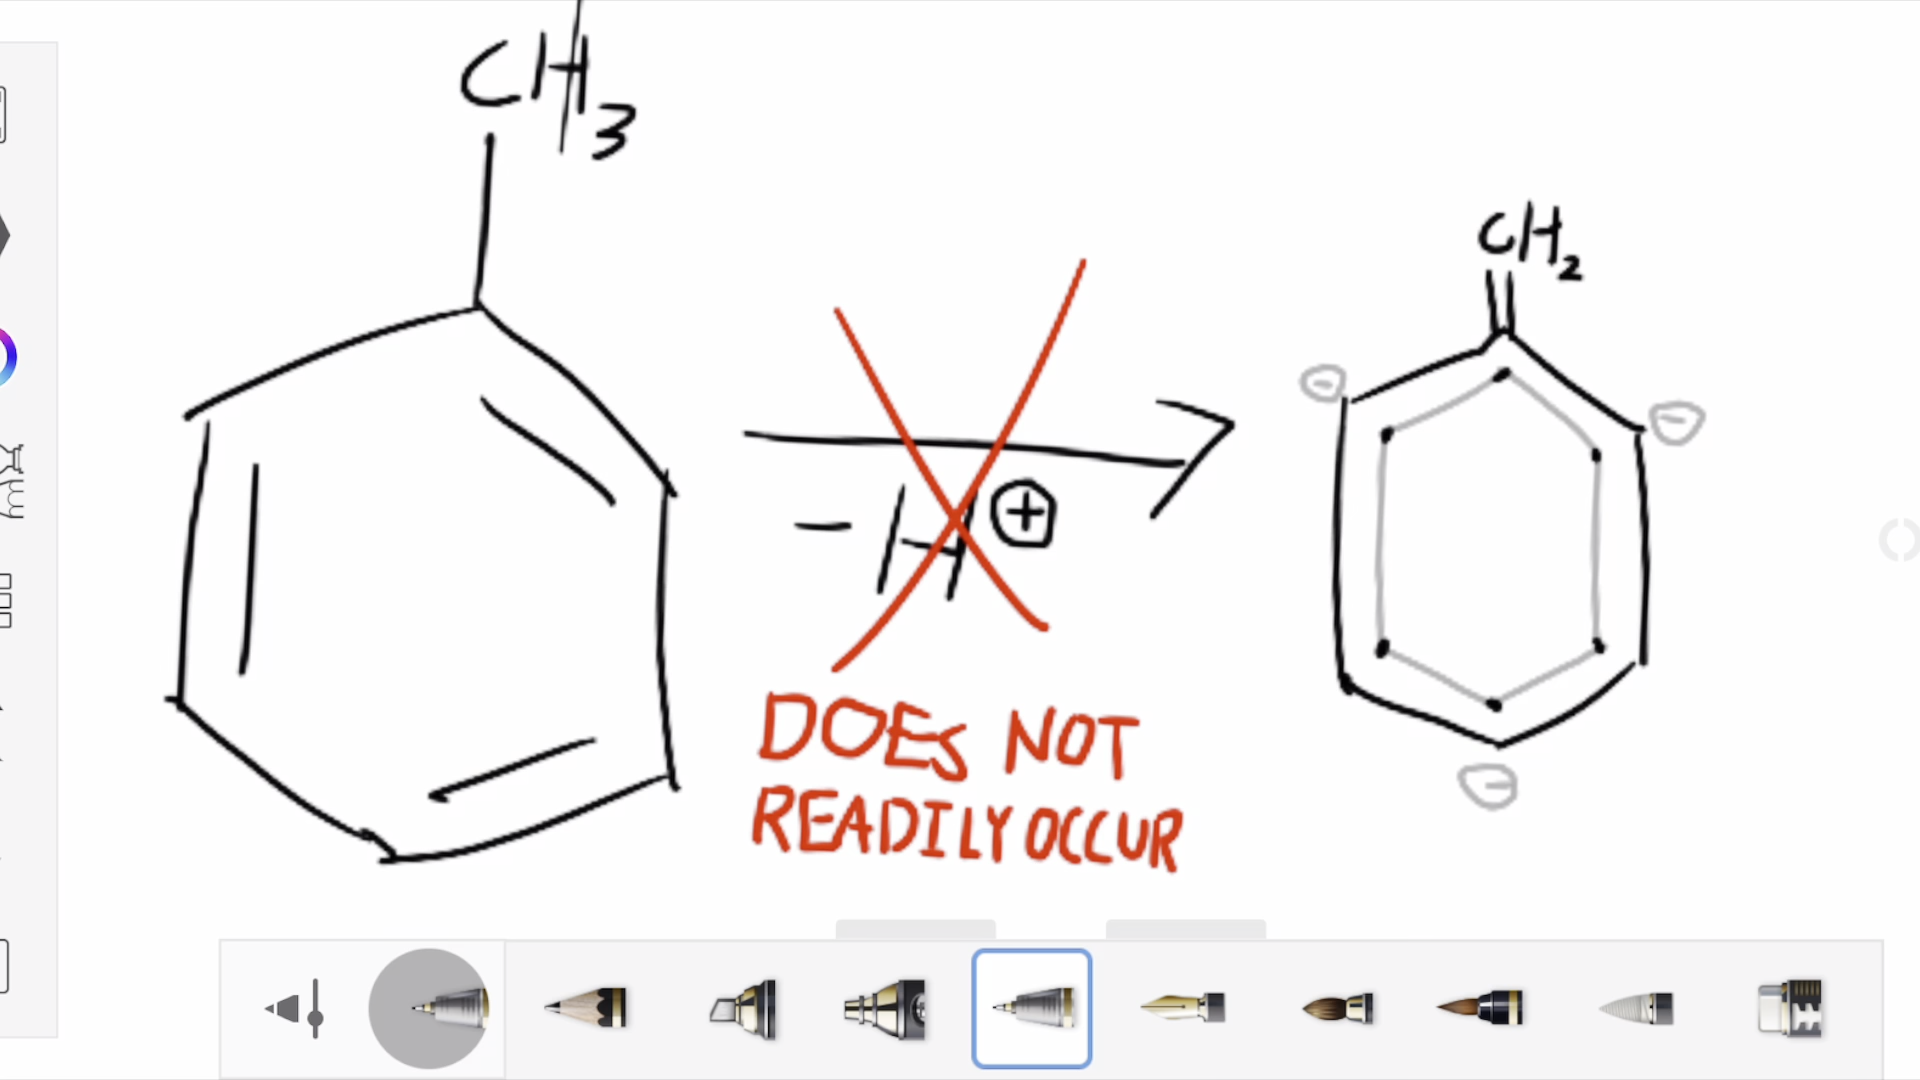 CH3
CH2
-H⊕
DOES NOT
READILY OCCUR